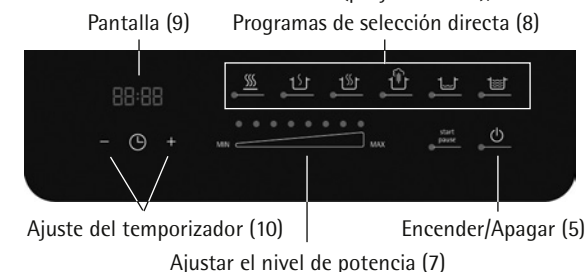 Pantalla (9)
Programas de selección directa (8)
88:88
MIN
MAX
start
pause
Ajuste del temporizador (10)
Encender/Apagar (5)
Ajustar el nivel de potencia (7)